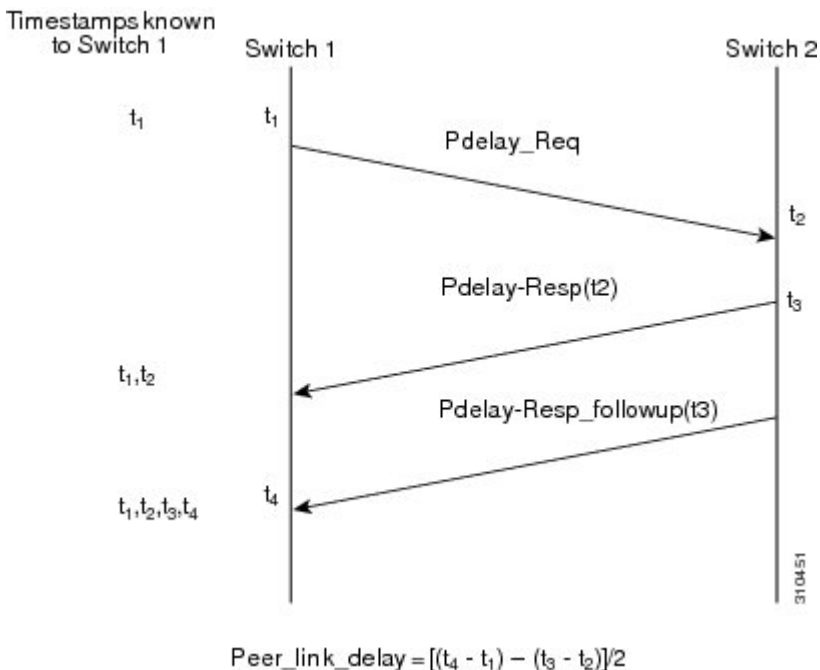 Timestamps known
to Switch 1
Switch 1
Switch 2
t₁
t₁
Pdelay_Req
t₂
Pdelay-Resp(t2)
t₃
t₁,t₂
Pdelay-Resp_followup(t3)
t₄
t₁,t₂,t₃,t₄
310451
Peer_link_delay = [(t₄ - t₁) – (t₃ - t₂)]/2